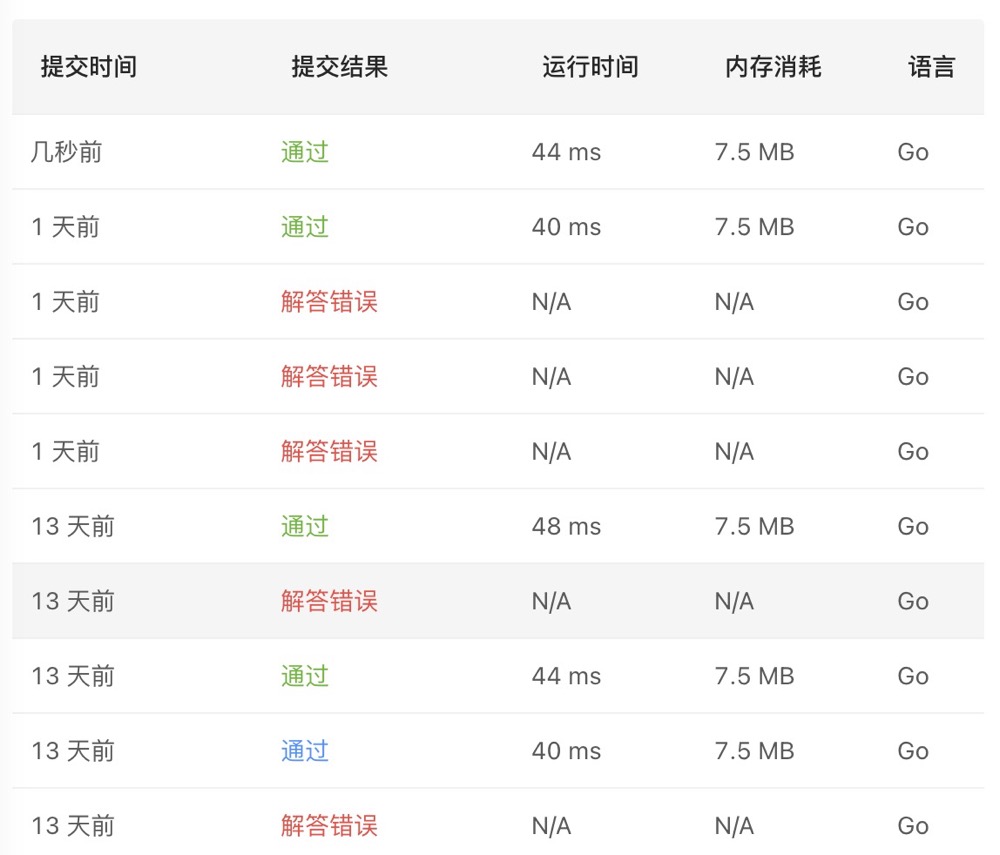 提交时间 提交结果 运行时间 内存消耗 语言
几秒前 通过 44 ms 7.5 MB Go
1 天前 通过 40 ms 7.5 MB Go
1 天前 解答错误 N/A N/A Go
1 天前 解答错误 N/A N/A Go
1 天前 解答错误 N/A N/A Go
13 天前 通过 48 ms 7.5 MB Go
13 天前 解答错误 N/A N/A Go
13 天前 通过 44 ms 7.5 MB Go
13 天前 通过 40 ms 7.5 MB Go
13 天前 解答错误 N/A N/A Go